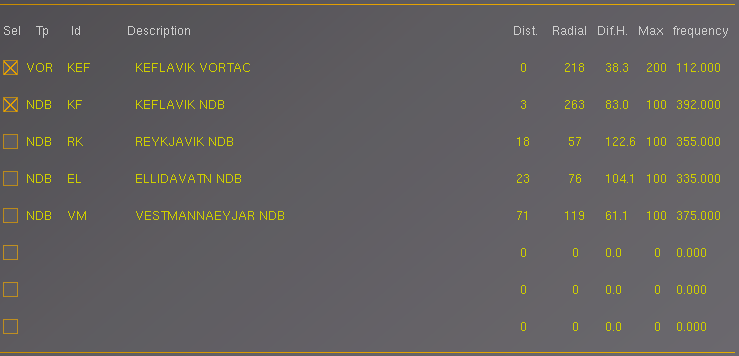 Sel Tp Id Description Dist. Radial Dif.H. Max frequency
VOR KEF KEFLAVIK VORTAC 0 218 38.3 200 112.000
NDB KF KEFLAVIK NDB 3 263 83.0 100 392.000
NDB RK REYKJAVIK NDB 18 57 122.6 100 355.000
NDB EL ELLIDAVATN NDB 23 76 104.1 100 335.000
NDB VM VESTMANNAEYJAR NDB 71 119 61.1 100 375.000
0 0 0.0 0 0.000
0 0 0.0 0 0.000
0 0 0.0 0 0.000